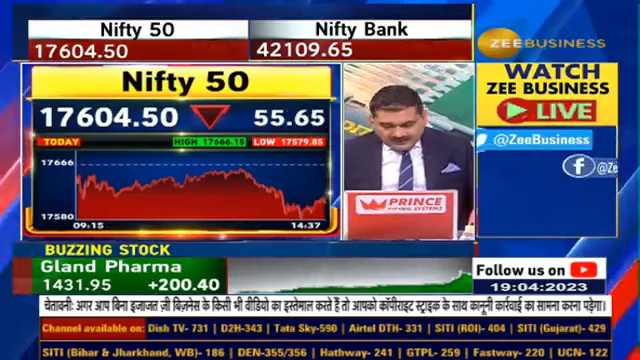 Nifty 50
17604.50
Nifty Bank
42109.65
ZEE BUSINESS
Nifty 50
17604.50 55.65
TODAY HIGH 17666.15 LOW 17579.85
17666
17580
09:15 14:37
PRINCE
PIPING SYSTEMS
WATCH
ZEE BUSINESS
LIVE
@ZeeBusiness
@Ze
BUZZING STOCK
Gland Pharma
1431.95 +200.40
Follow us on
19:04:2023
चेतावनी: अगर आप बिना इजाजत ज़ी बिज़नेस के किसी भी वीडियो का इस्तेमाल करते हैं तो आपको कॉपीराइट स्ट्राइक के साथ कानूनी कार्रवाई का सामना करना पड़ेगा.
Channel available on: Dish TV- 731 | D2H-343 | Tata Sky-590 | Airtel DTH-331 | SITI (ROI)- 404 | SITI (Gujarat)- 429
SITI (Bihar & Jharkhand, WB)-186 | DEN-355/356 | Hathway-241 | GTPL-259 | Fastway-220 | UCN-122